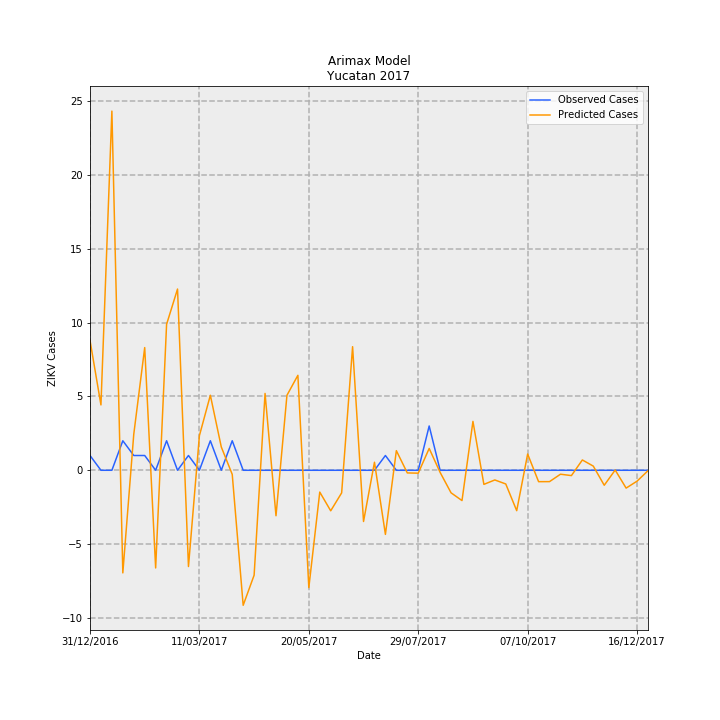 Arimax Model
Yucatan 2017
Observed Cases
Predicted Cases
ZIKV Cases
25
20
15
10
5
0
−5
−10
31/12/2016
11/03/2017
20/05/2017
29/07/2017
07/10/2017
16/12/2017
Date